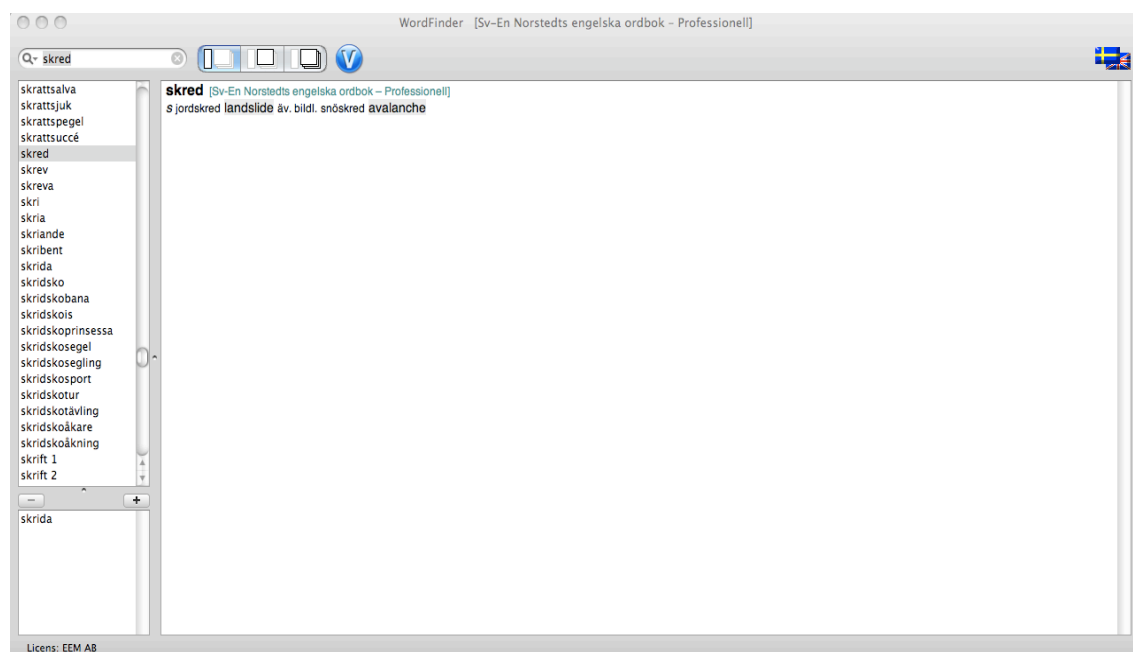 WordFinder [Sv-En Norstedts engelska ordbok - Professionell]
skred
V
skrattsalva
skrattsjuk
skrattspegel
skrattsuccé
skred
skrev
skreva
skri
skria
skriande
skribent
skrida
skridsko
skridskobana
skridskois
skridskoprinsessa
skridskosegel
skridskosegling
skridskosport
skridskotur
skridskotävling
skridskoåkare
skridskoåkning
skrift 1
skrift 2
skred [Sv-En Norstedts engelska ordbok – Professionell]
s jordskred landslide äv. bildl. snöskred avalanche
skrida
Licens: EEM AB